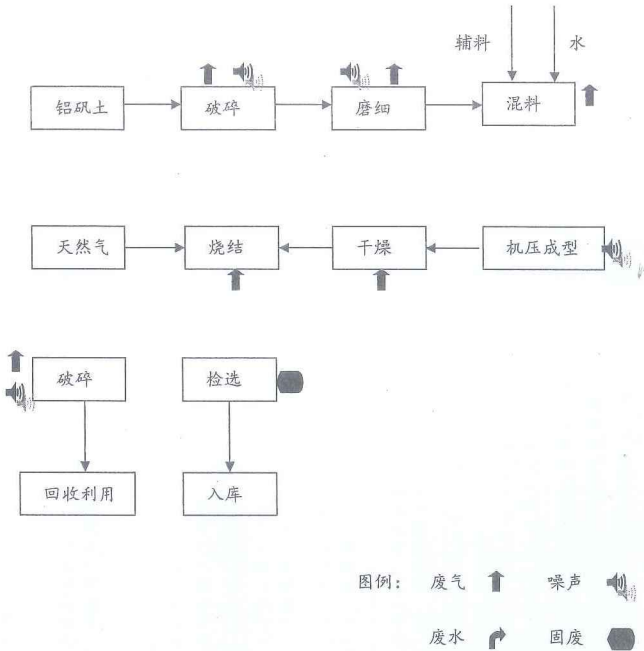 辅料 水
铝矾土 破碎 磨细 混料
天然气 烧结 干燥 机压成型
破碎 检选
回收利用 入库
图例： 废气 噪声
废水 固废